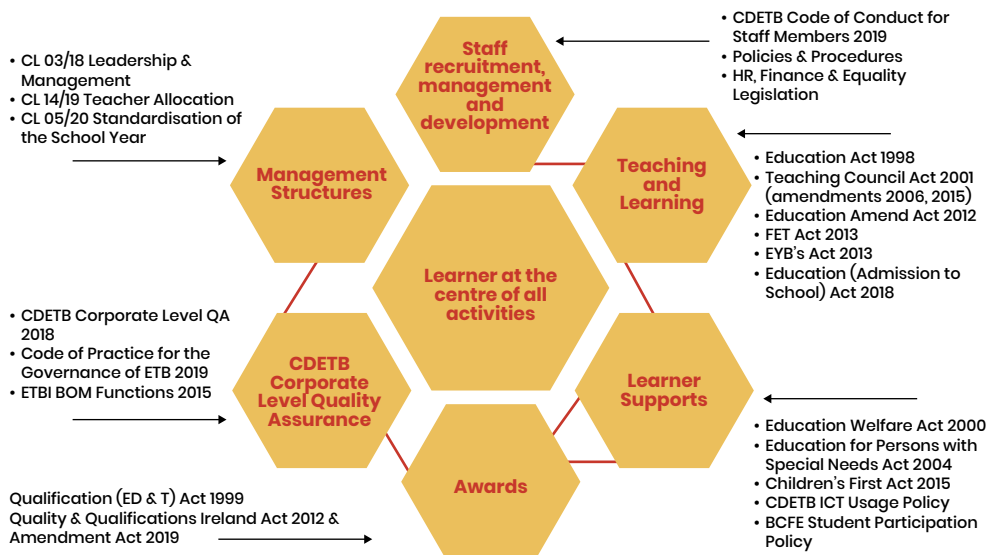 • CL 03/18 Leadership &
Management
• CL 14/19 Teacher Allocation
• CL 05/20 Standardisation of
the School Year
Staff
recruitment,
management
and
development
• CDETB Code of Conduct for
Staff Members 2019
• Policies & Procedures
• HR, Finance & Equality
Legislation
Management
Structures
Teaching
and
Learning
• Education Act 1998
• Teaching Council Act 2001
(amendments 2006, 2015)
• Education Amend Act 2012
• FET Act 2013
• EYB's Act 2013
• Education (Admission to
School) Act 2018
Learner at the
centre of all
activities
• CDETB Corporate Level QA
2018
• Code of Practice for the
Governance of ETB 2019
• ETBI BOM Functions 2015
CDETB
Corporate
Level Quality
Assurance
Learner
Supports
• Education Welfare Act 2000
• Education for Persons with
Special Needs Act 2004
• Children's First Act 2015
• CDETB ICT Usage Policy
• BCFE Student Participation
Policy
Awards
Qualification (ED & T) Act 1999
Quality & Qualifications Ireland Act 2012 &
Amendment Act 2019